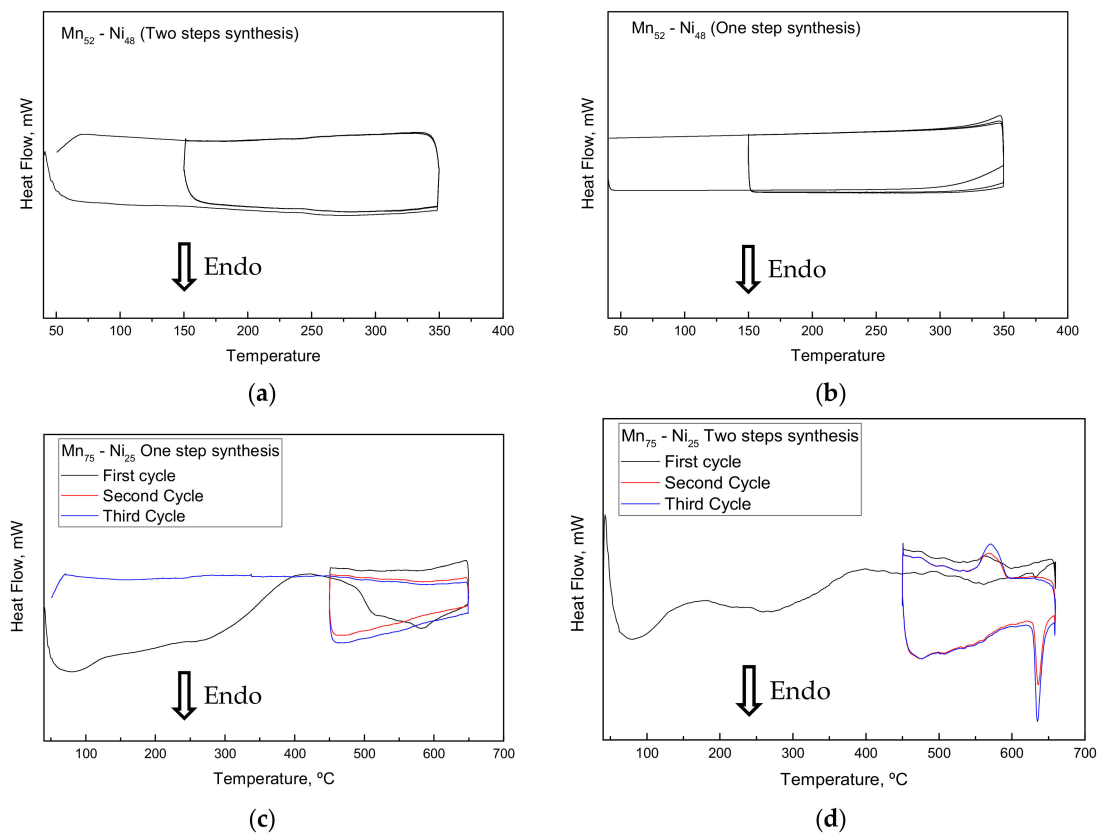 Mn52 - Ni48 (Two steps synthesis)
Heat Flow, mW
Endo
50 100 150 200 250 300 350 400
Temperature
(a)
Mn52 - Ni48 (One step synthesis)
Heat Flow, mW
Endo
50 100 150 200 250 300 350 400
Temperature
(b)
Mn75 - Ni25 One step synthesis
First cycle
Second Cycle
Third Cycle
Heat Flow, mW
Endo
100 200 300 400 500 600 700
Temperature, ºC
(c)
Mn75 - Ni25 Two steps synthesis
First cycle
Second Cycle
Third Cycle
Heat Flow, mW
Endo
100 200 300 400 500 600 700
Temperature, ºC
(d)